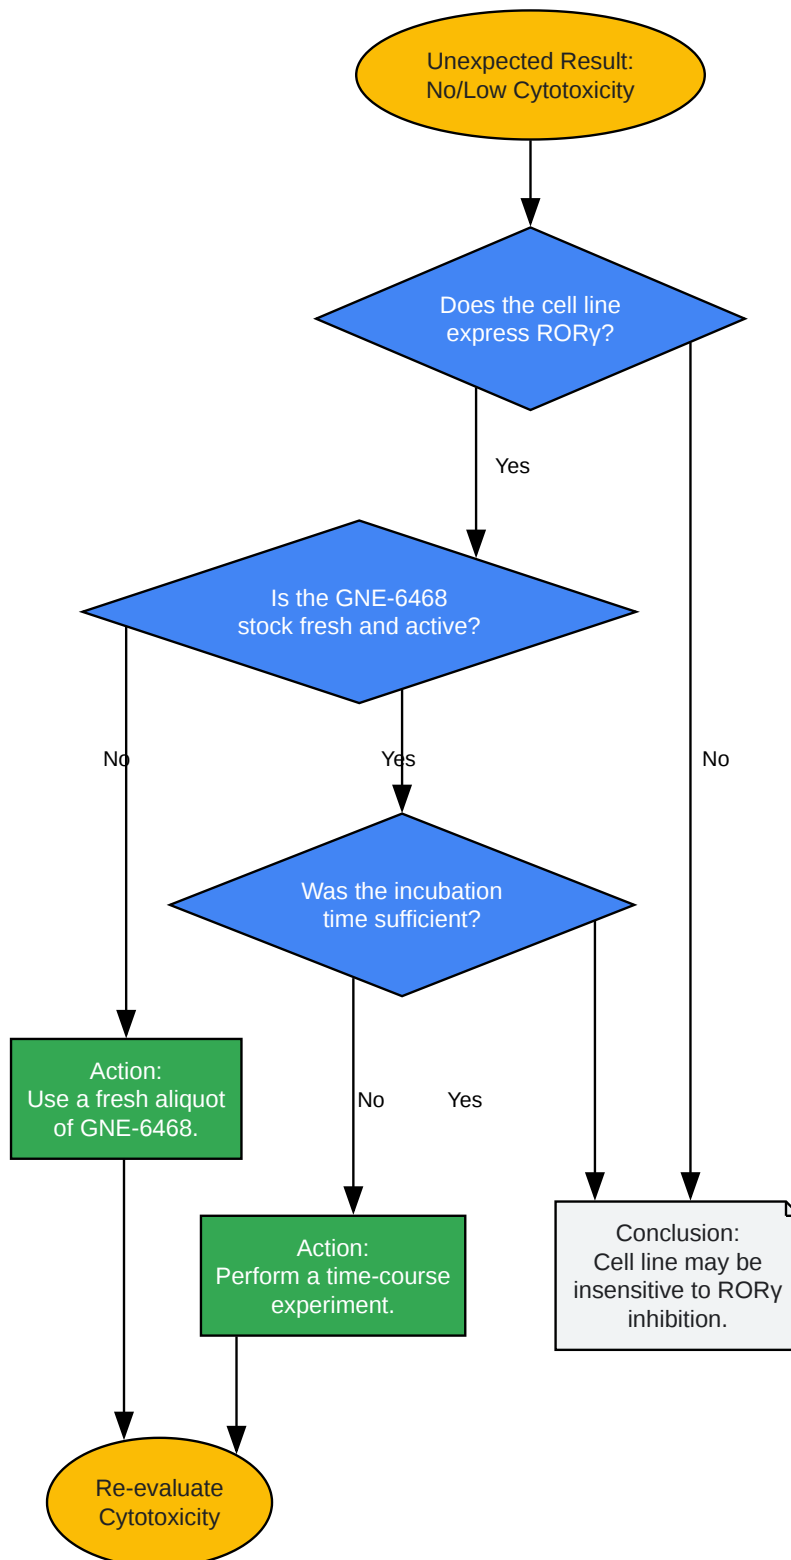 Unexpected Result:
No/Low Cytotoxicity
Does the cell line
express RORγ?
Yes
Is the GNE-6468
stock fresh and active?
No
Yes
No
Was the incubation
time sufficient?
Action:
Use a fresh aliquot
of GNE-6468.
No
Yes
Action:
Perform a time-course
experiment.
Conclusion:
Cell line may be
insensitive to RORγ
inhibition.
Re-evaluate
Cytotoxicity